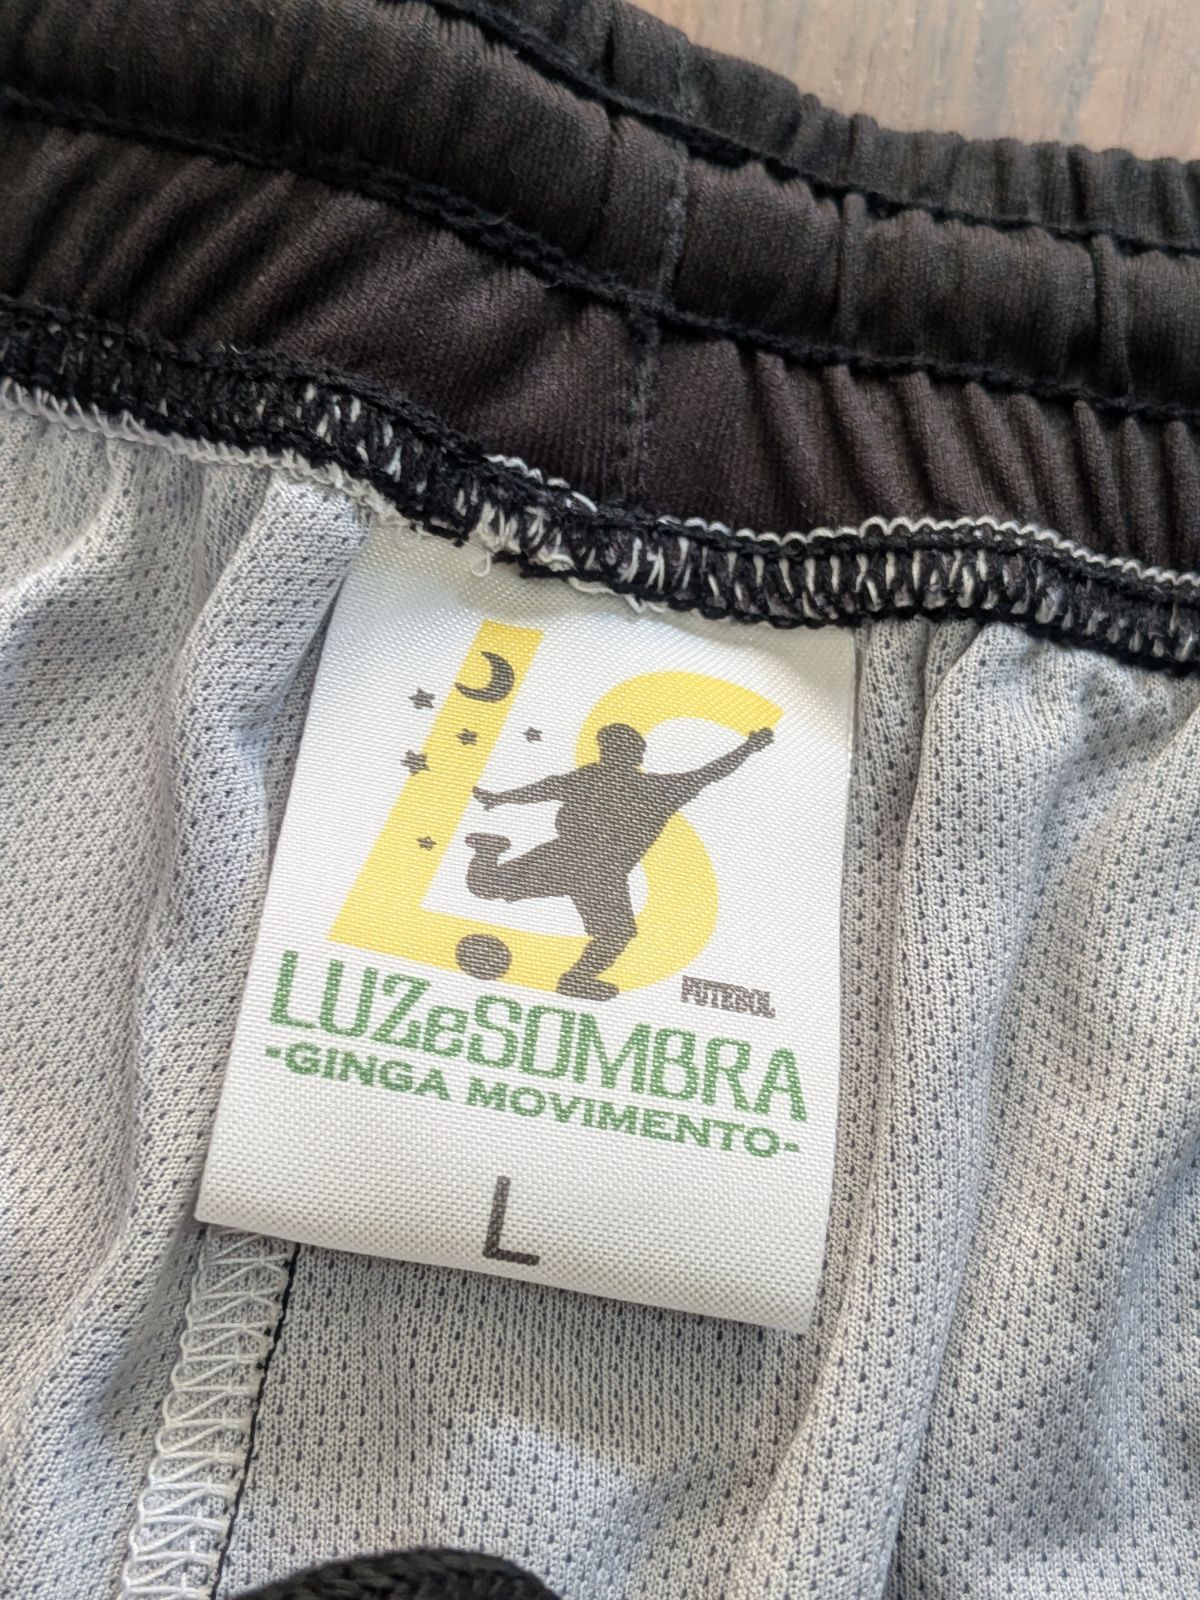 LS
FUTEBOL
LUZeSOMBRA
-GINGA MOVIMENTO-
L